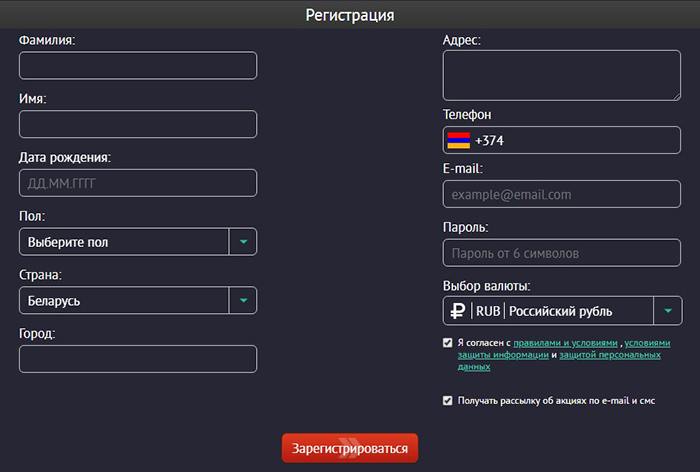 Регистрация
Фамилия:
Имя:
Дата рождения:
ДД.ММ.ГГГГ
Пол:
Выберите пол
Страна:
Беларусь
Город:
Адрес:
Телефон
+374
E-mail:
example@email.com
Пароль:
Пароль от 6 символов
Выбор валюты:
₽ | RUB | Российский рубль
Я согласен с правилами и условиями , условиями
защиты информации и защитой персональных
данных
Получать рассылку об акциях по e-mail и смс
Зарегистрироваться